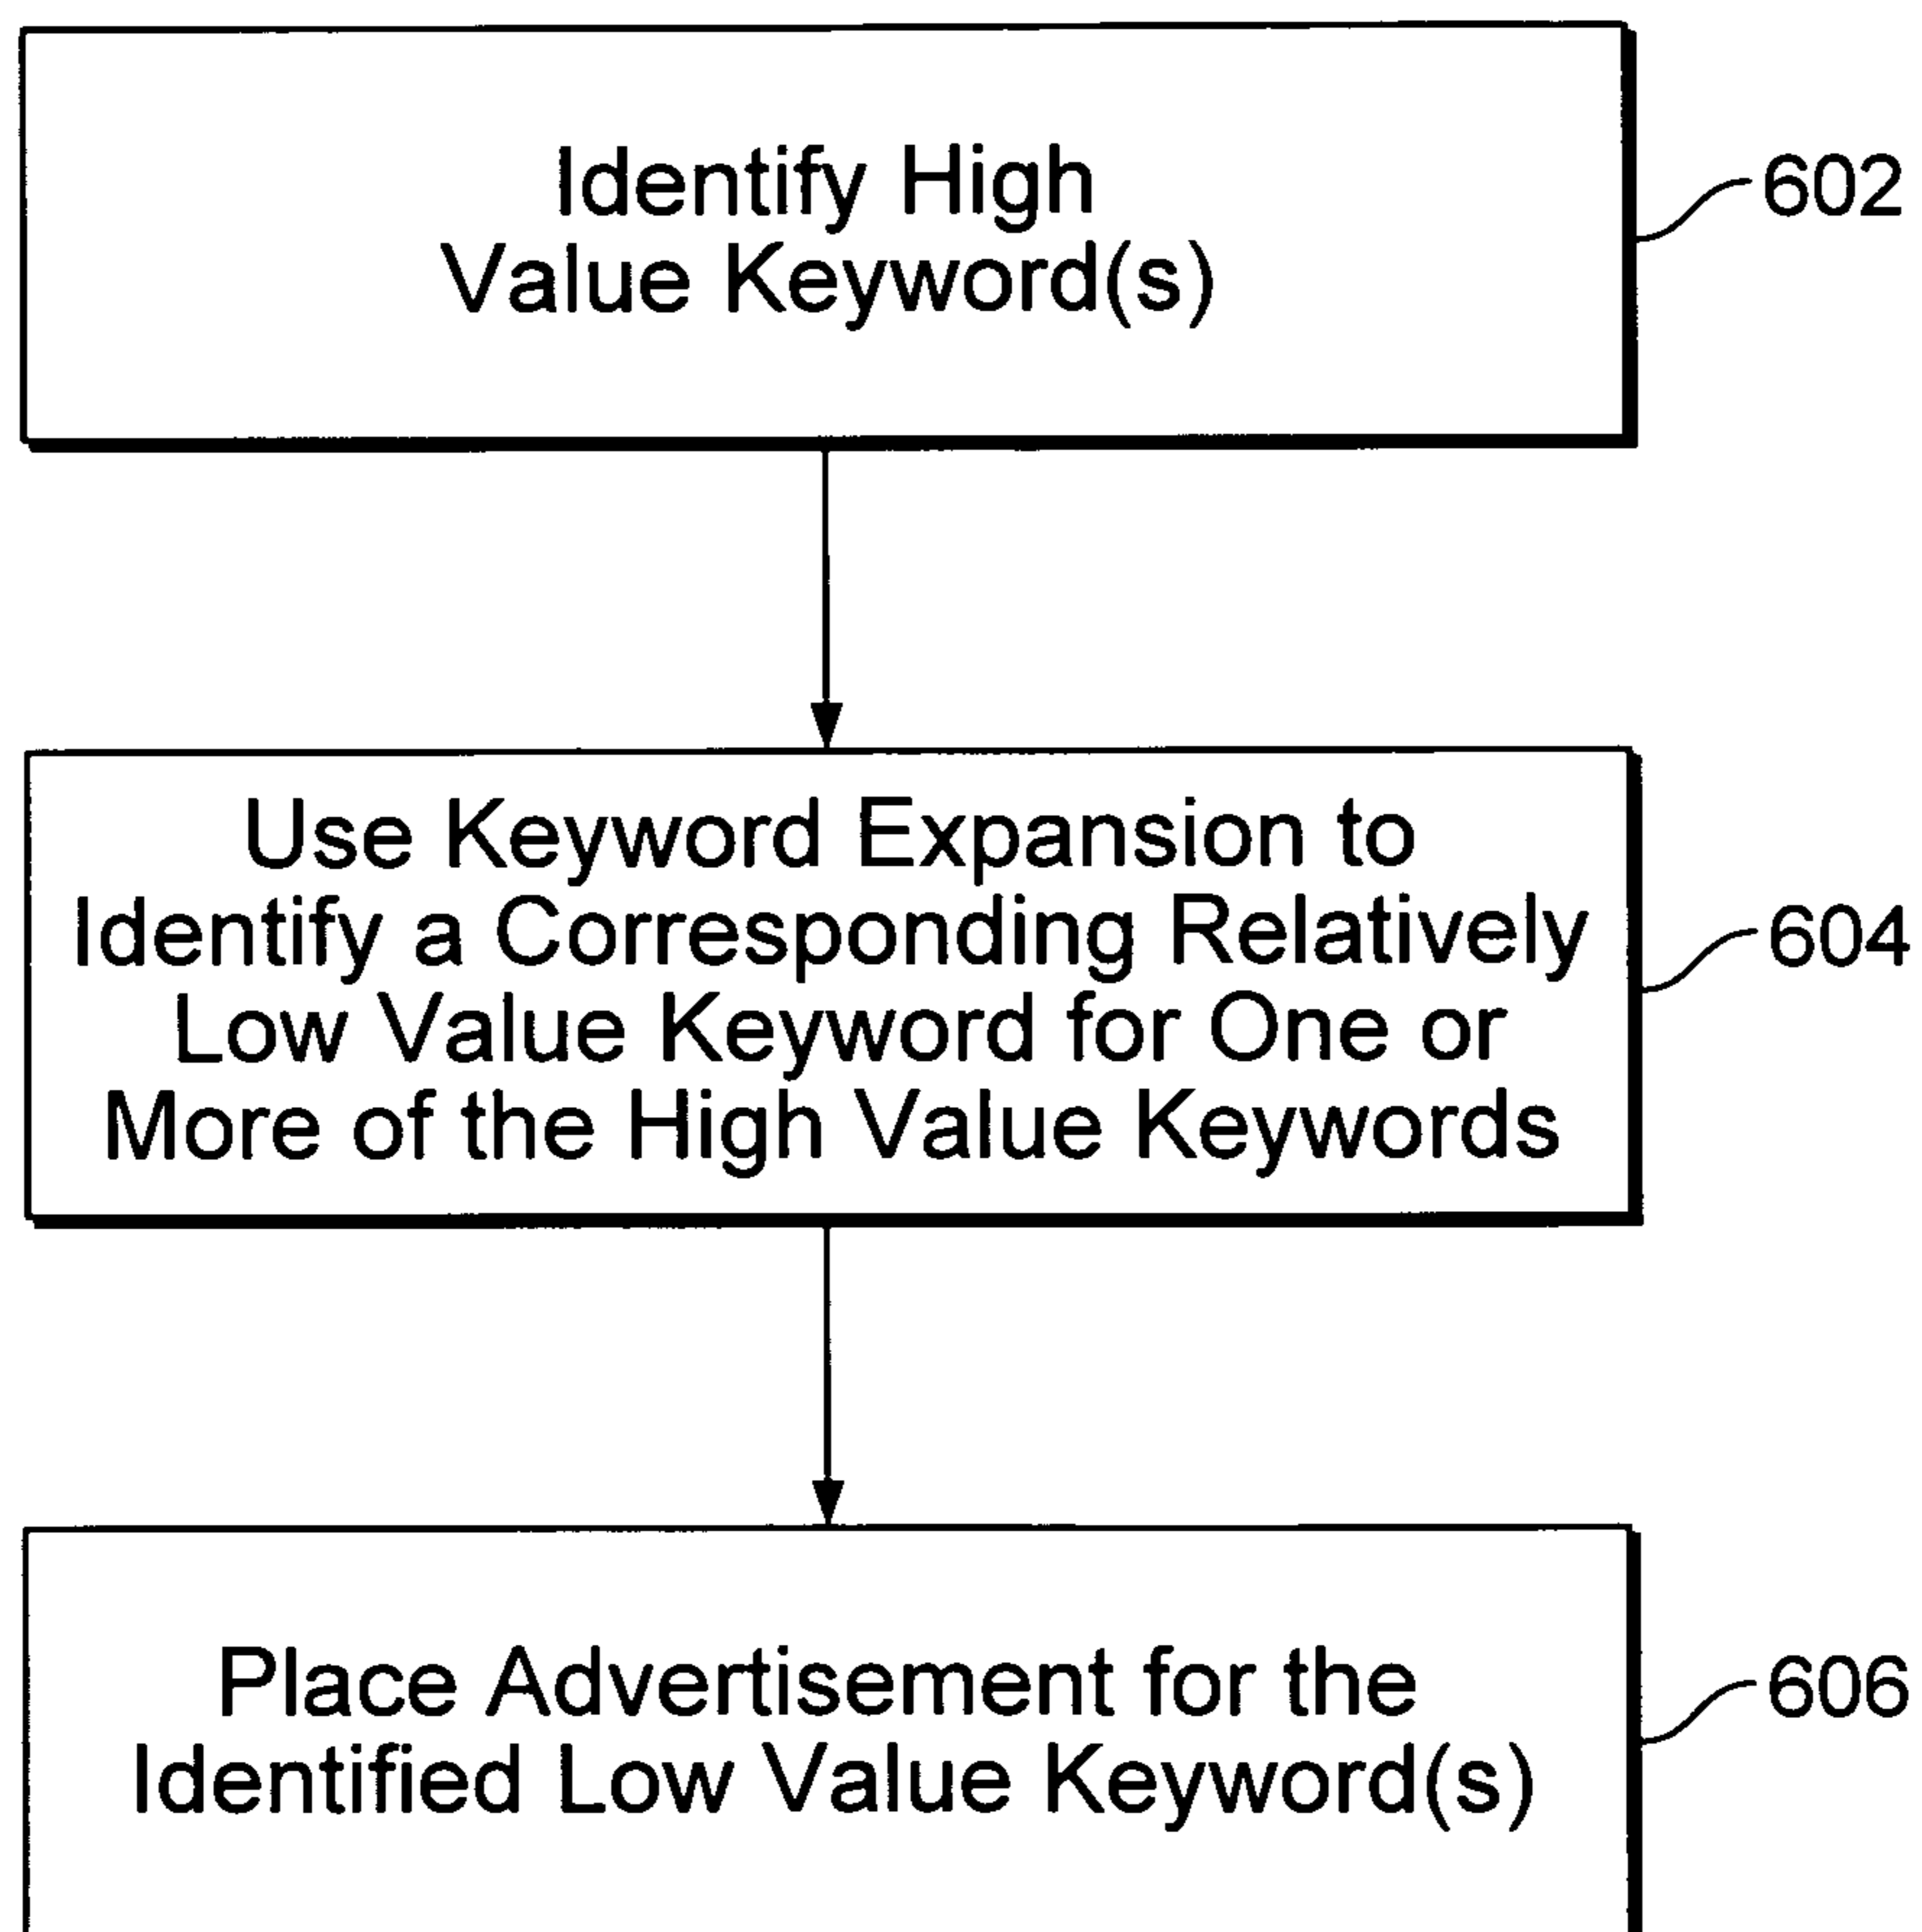 Identify High
Value Keyword(s)
602
Use Keyword Expansion to
Identify a Corresponding Relatively
Low Value Keyword for One or
More of the High Value Keywords
604
Place Advertisement for the
Identified Low Value Keyword(s)
606